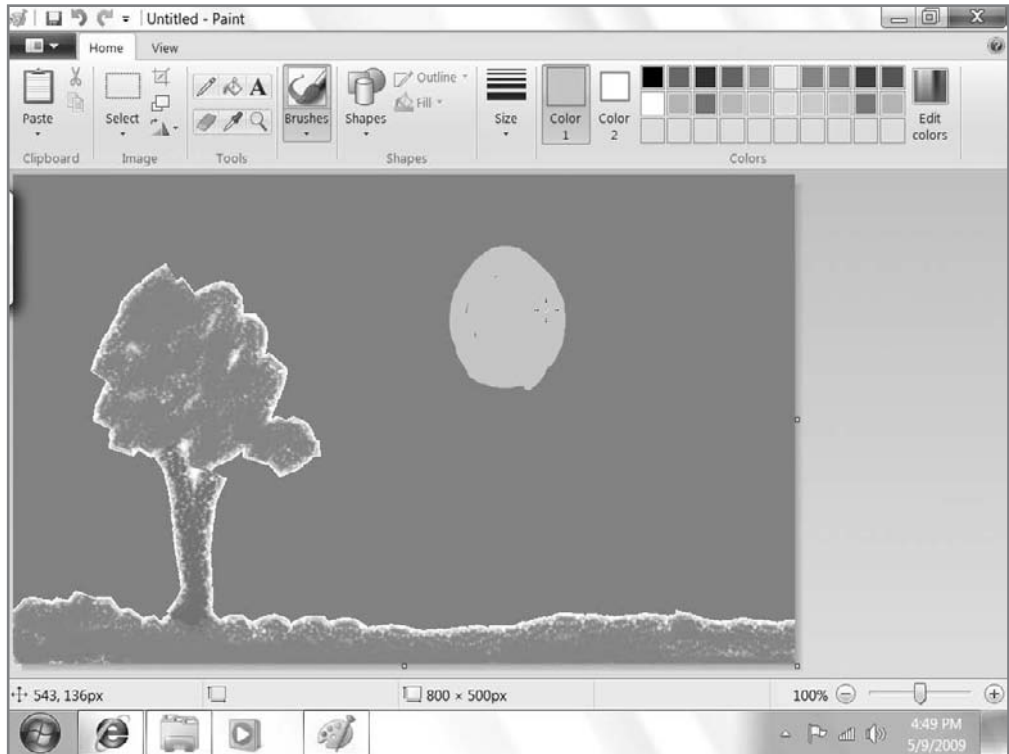 Untitled - Paint
Home View
Outline
Fill
A
Paste Select Brushes Shapes Size Color 1 Color 2 Edit colors
Clipboard Image Tools Shapes Colors
543, 136px 800 × 500px 100%
4:49 PM
5/9/2009